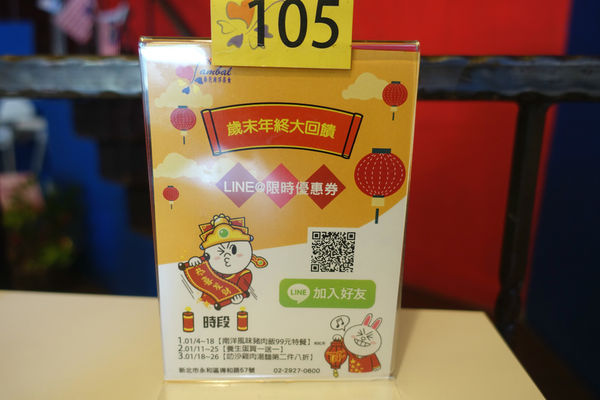 105
ambal
歲末年終大回饋
LINE@限時優惠券
LINE 加入好友
時段
1.01/4~18【南洋風味豬肉飯99元特餐】
2.01/11~25【養生蛋買一送一】
3.01/18~26【叻沙雞肉湯麵第二件八折】
新北市永和區得和路57號 02-2927-0600